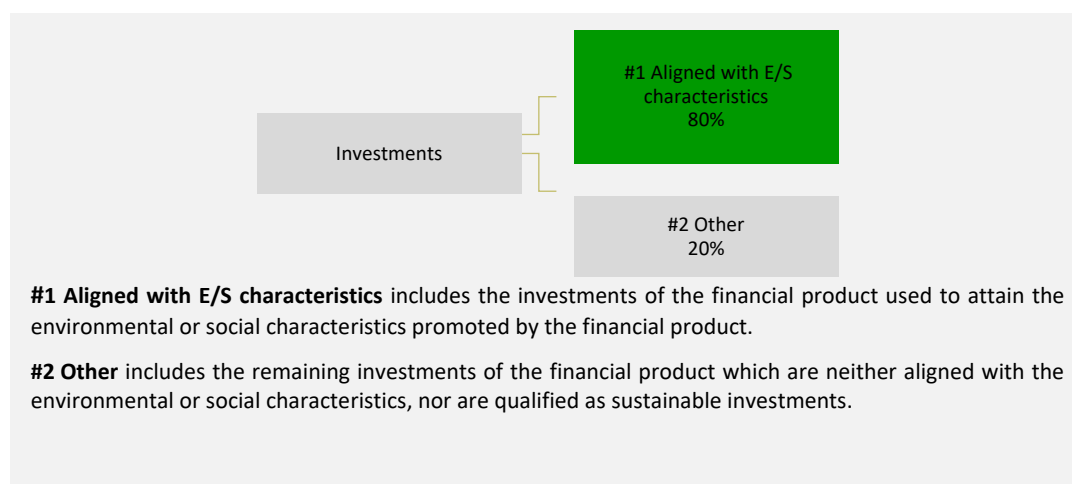 #1 Aligned with E/S
characteristics
80%
Investments
#2 Other
20%
#1 Aligned with E/S characteristics includes the investments of the financial product used to attain the
environmental or social characteristics promoted by the financial product.
#2 Other includes the remaining investments of the financial product which are neither aligned with the
environmental or social characteristics, nor are qualified as sustainable investments.